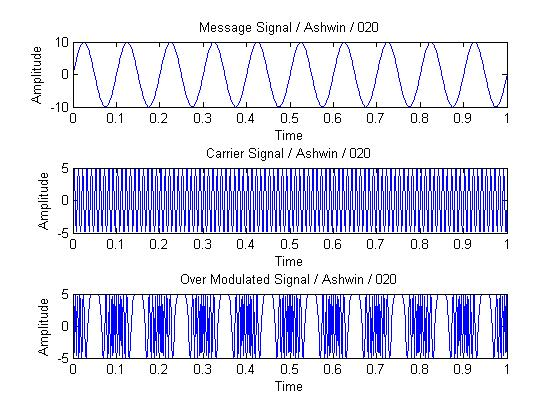 Message Signal / Ashwin / 020
10
0
-10
Amplitude
0 0.1 0.2 0.3 0.4 0.5 0.6 0.7 0.8 0.9 1
Time
Carrier Signal / Ashwin / 020
5
0
-5
Amplitude
0 0.1 0.2 0.3 0.4 0.5 0.6 0.7 0.8 0.9 1
Time
Over Modulated Signal / Ashwin / 020
5
0
-5
Amplitude
0 0.1 0.2 0.3 0.4 0.5 0.6 0.7 0.8 0.9 1
Time